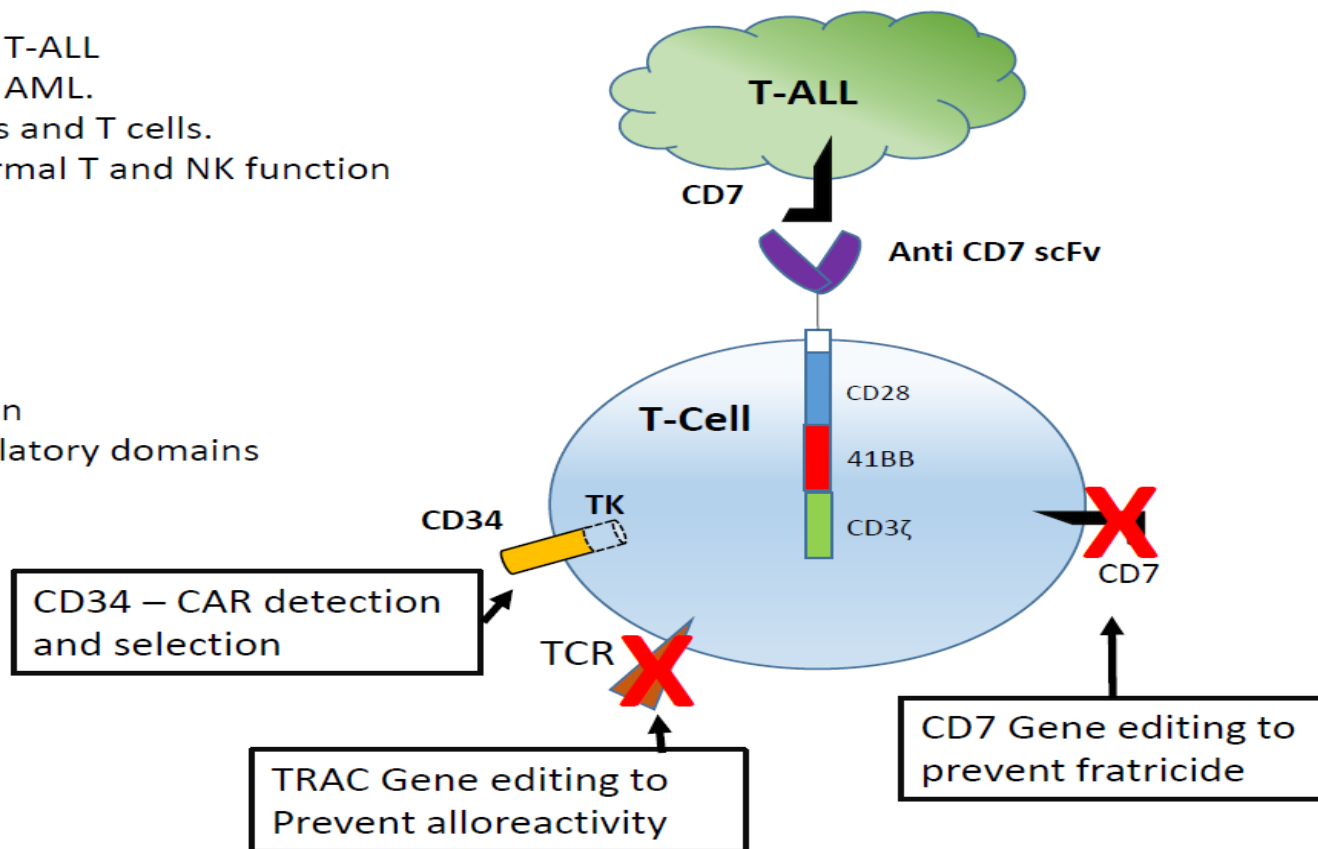 T-ALL
AML.
s and T cells.
rmal T and NK function
n
latory domains
T-ALL
CD7
Anti CD7 scFv
T-Cell
CD28
41BB
CD3ζ
CD34
TK
CD7
TCR
CD34 – CAR detection
and selection
TRAC Gene editing to
Prevent alloreactivity
CD7 Gene editing to
prevent fratricide